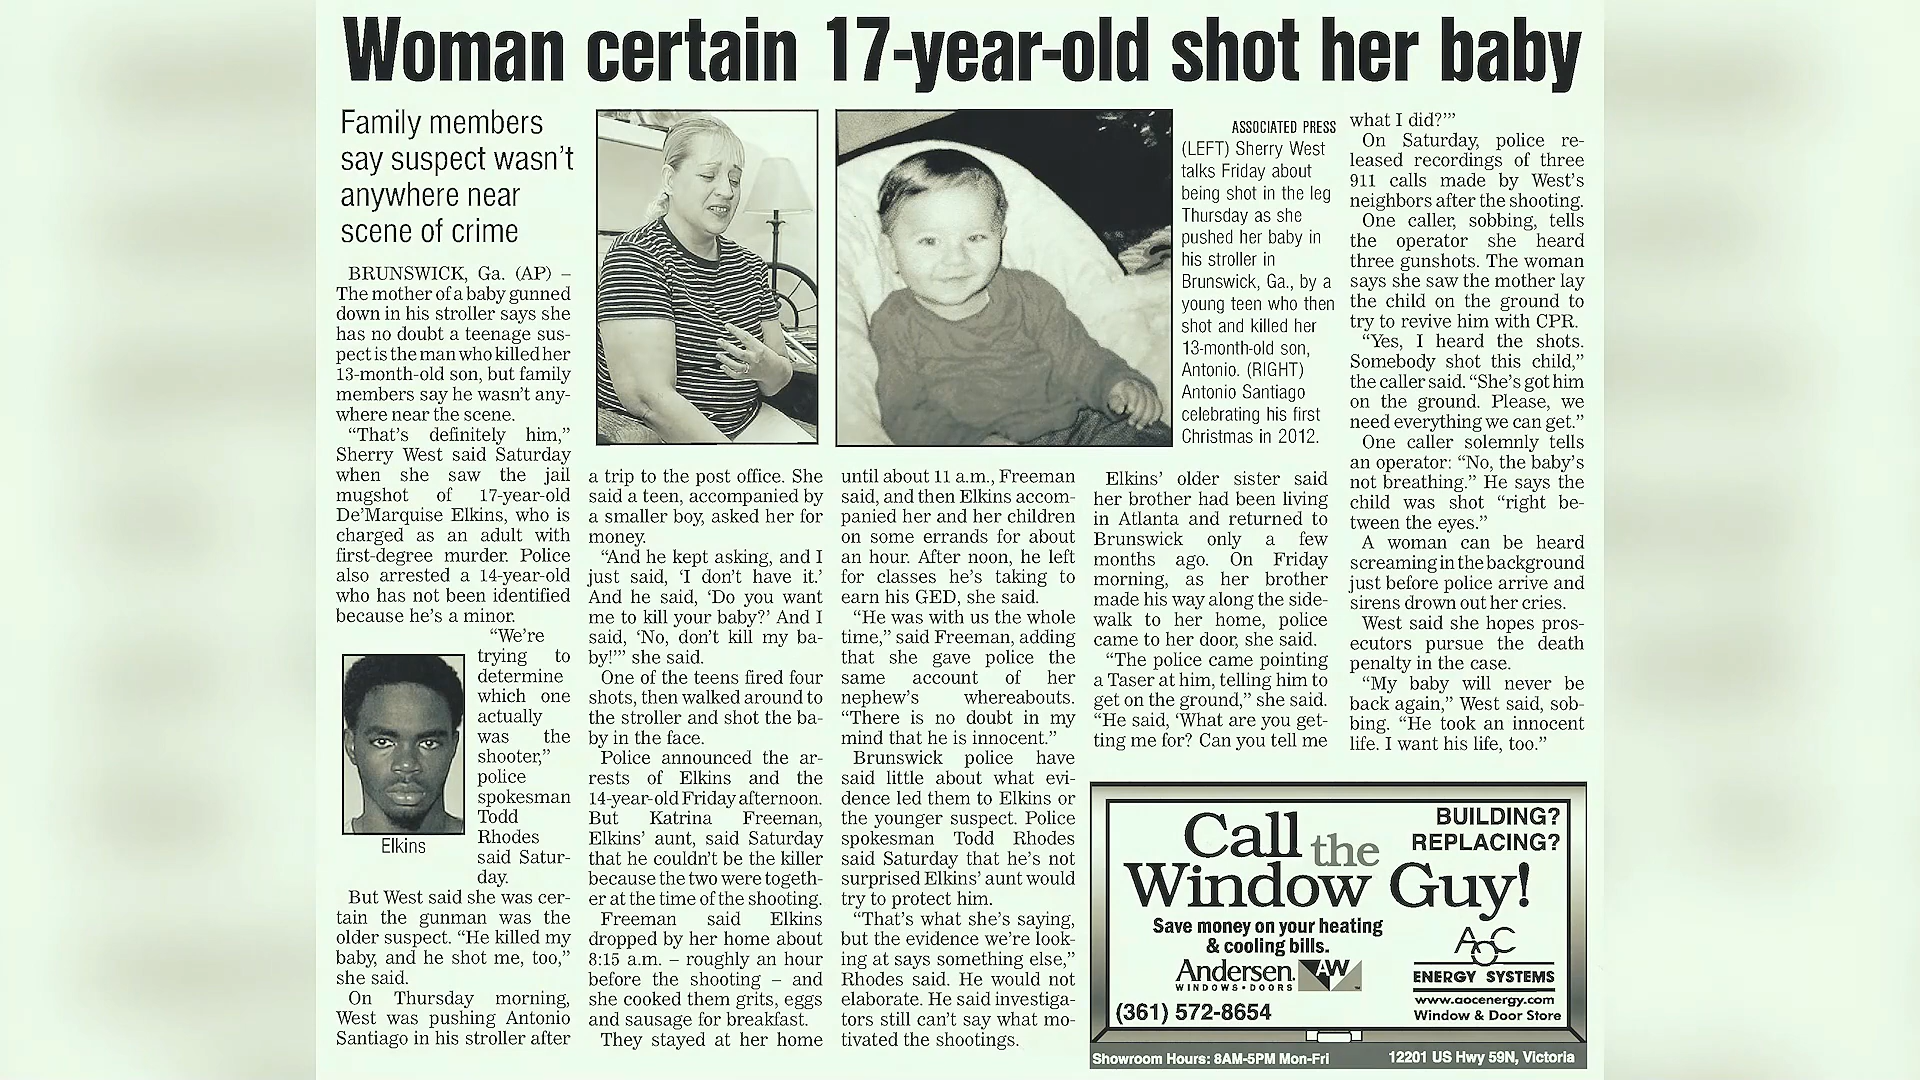 Woman certain 17-year-old shot her baby
Family members
say suspect wasn't
anywhere near
scene of crime
BRUNSWICK, Ga. (AP) –
The mother of a baby gunned
down in his stroller says she
has no doubt a teenage sus-
pect is the man who killed her
13-month-old son, but family
members say he wasn't any-
where near the scene.
“That's definitely him,”
Sherry West said Saturday
when she saw the jail
mugshot of 17-year-old
De'Marquise Elkins, who is
charged as an adult with
first-degree murder. Police
also arrested a 14-year-old
who has not been identified
because he's a minor.
“We're
trying to
determine
which one
actually
was the
shooter,”
police
spokesman
Todd
Rhodes
said Satur-
day.
Elkins
But West said she was cer-
tain the gunman was the
older suspect. “He killed my
baby, and he shot me, too,”
she said.
On Thursday morning,
West was pushing Antonio
Santiago in his stroller after
a trip to the post office. She
said a teen, accompanied by
a smaller boy, asked her for
money.
“And he kept asking, and I
just said, ‘I don't have it.’
And he said, ‘Do you want
me to kill your baby?’ And I
said, ‘No, don't kill my ba-
by!’” she said.
One of the teens fired four
shots, then walked around to
the stroller and shot the ba-
by in the face.
Police announced the ar-
rests of Elkins and the
14-year-old Friday afternoon.
But Katrina Freeman,
Elkins' aunt, said Saturday
that he couldn't be the killer
because the two were togeth-
er at the time of the shooting.
Freeman said Elkins
dropped by her home about
8:15 a.m. – roughly an hour
before the shooting – and
she cooked them grits, eggs
and sausage for breakfast.
They stayed at her home
until about 11 a.m., Freeman
said, and then Elkins accom-
panied her and her children
on some errands for about
an hour. After noon, he left
for classes he's taking to
earn his GED, she said.
“He was with us the whole
time,” said Freeman, adding
that she gave police the
same account of her
nephew's whereabouts.
“There is no doubt in my
mind that he is innocent.”
Brunswick police have
said little about what evi-
dence led them to Elkins or
the younger suspect. Police
spokesman Todd Rhodes
said Saturday that he's not
surprised Elkins' aunt would
try to protect him.
“That's what she's saying,
but the evidence we're look-
ing at says something else,”
Rhodes said. He would not
elaborate. He said investiga-
tors still can't say what mo-
tivated the shootings.
ASSOCIATED PRESS
(LEFT) Sherry West
talks Friday about
being shot in the leg
Thursday as she
pushed her baby in
his stroller in
Brunswick, Ga., by a
young teen who then
shot and killed her
13-month-old son,
Antonio. (RIGHT)
Antonio Santiago
celebrating his first
Christmas in 2012.
Elkins' older sister said
her brother had been living
in Atlanta and returned to
Brunswick only a few
months ago. On Friday
morning, as her brother
made his way along the side-
walk to her home, police
came to her door, she said.
“The police came pointing
a Taser at him, telling him to
get on the ground,” she said.
“He said, ‘What are you get-
ting me for? Can you tell me
what I did?’”
On Saturday, police re-
leased recordings of three
911 calls made by West's
neighbors after the shooting.
One caller, sobbing, tells
the operator she heard
three gunshots. The woman
says she saw the mother lay
the child on the ground to
try to revive him with CPR.
“Yes, I heard the shots.
Somebody shot this child,”
the caller said. “She's got him
on the ground. Please, we
need everything we can get.”
One caller solemnly tells
an operator: “No, the baby's
not breathing.” He says the
child was shot “right be-
tween the eyes.”
A woman can be heard
screaming in the background
just before police arrive and
sirens drown out her cries.
West said she hopes pros-
ecutors pursue the death
penalty in the case.
“My baby will never be
back again,” West said, sob-
bing. “He took an innocent
life. I want his life, too.”
Call the
Window Guy!
BUILDING?
REPLACING?
Save money on your heating
& cooling bills.
Andersen AW
WINDOWS • DOORS
(361) 572-8654
AOC
ENERGY SYSTEMS
www.aocenergy.com
Window & Door Store
Showroom Hours: 8AM-5PM Mon-Fri
12201 US Hwy 59N, Victoria